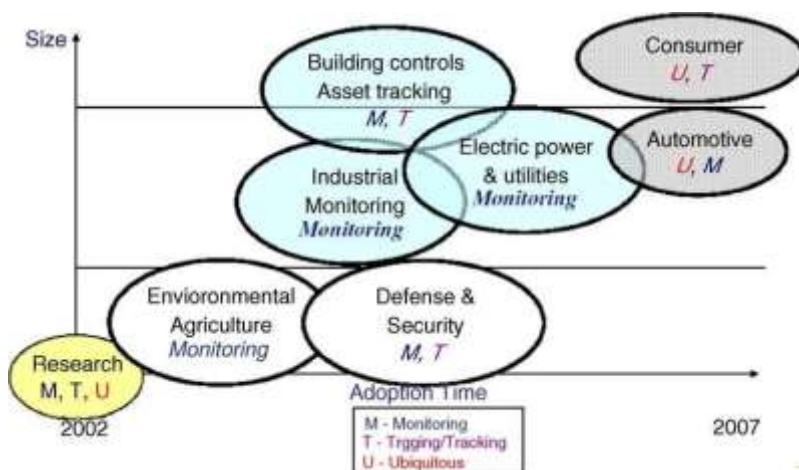 Size
Building controls
Asset tracking
M, T
Consumer
U, T
Electric power
& utilities
Monitoring
Automotive
U, M
Industrial
Monitoring
Monitoring
Envioronmental
Agriculture
Monitoring
Defense &
Security
M, T
Research
M, T, U
Adoption Time
2002
2007
M - Monitoring
T - Trgging/Tracking
U - Ubiquitous